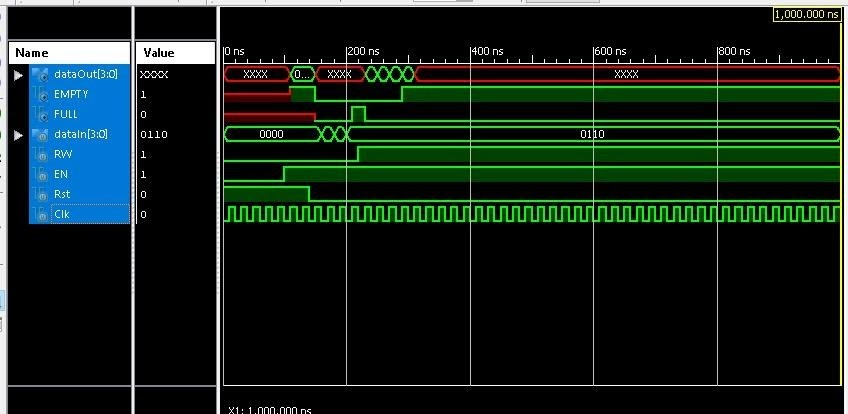 1,000.000 ns
Name Value 0 ns 200 ns 400 ns 600 ns 800 ns
dataOut[3:0] XXXX XXXX 0... XXXX XXXX
EMPTY 1
FULL 0
dataIn[3:0] 0110 0000 0110
RW 1
EN 1
Rst 0
Clk 0
X1: 1,000.000 ns